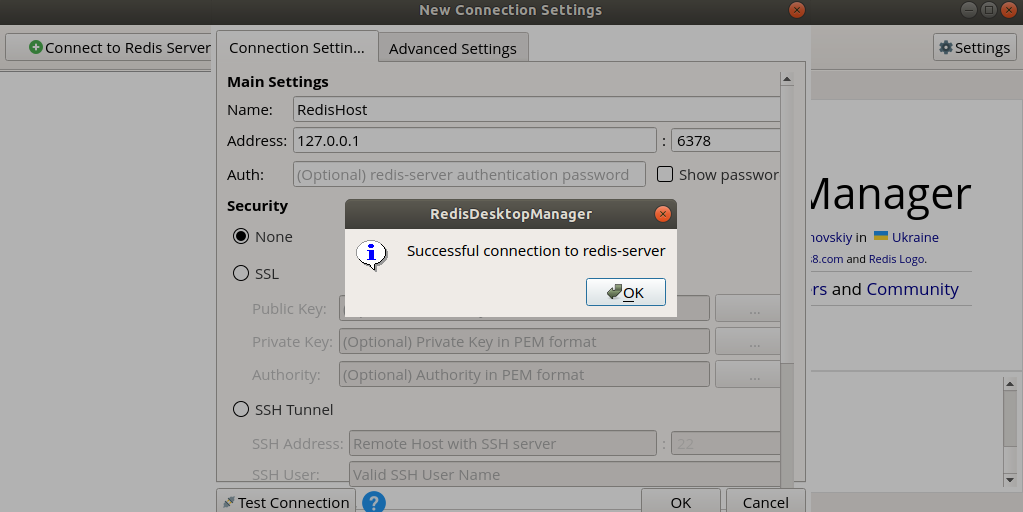 New Connection Settings
Connect to Redis Server
Settings
Connection Settin...
Advanced Settings
Main Settings
Name:
RedisHost
Address:
127.0.0.1
:
6378
Auth:
(Optional) redis-server authentication password
Show passwor
Manager
Security
RedisDesktopManager
Successful connection to redis-server
OK
None
in Ukraine
and Redis Logo.
and Community
SSL
Public Key:
...
Private Key:
(Optional) Private Key in PEM format
...
Authority:
(Optional) Authority in PEM format
...
SSH Tunnel
SSH Address:
Remote Host with SSH server
:
22
SSH User:
Valid SSH User Name
Test Connection
?
OK
Cancel